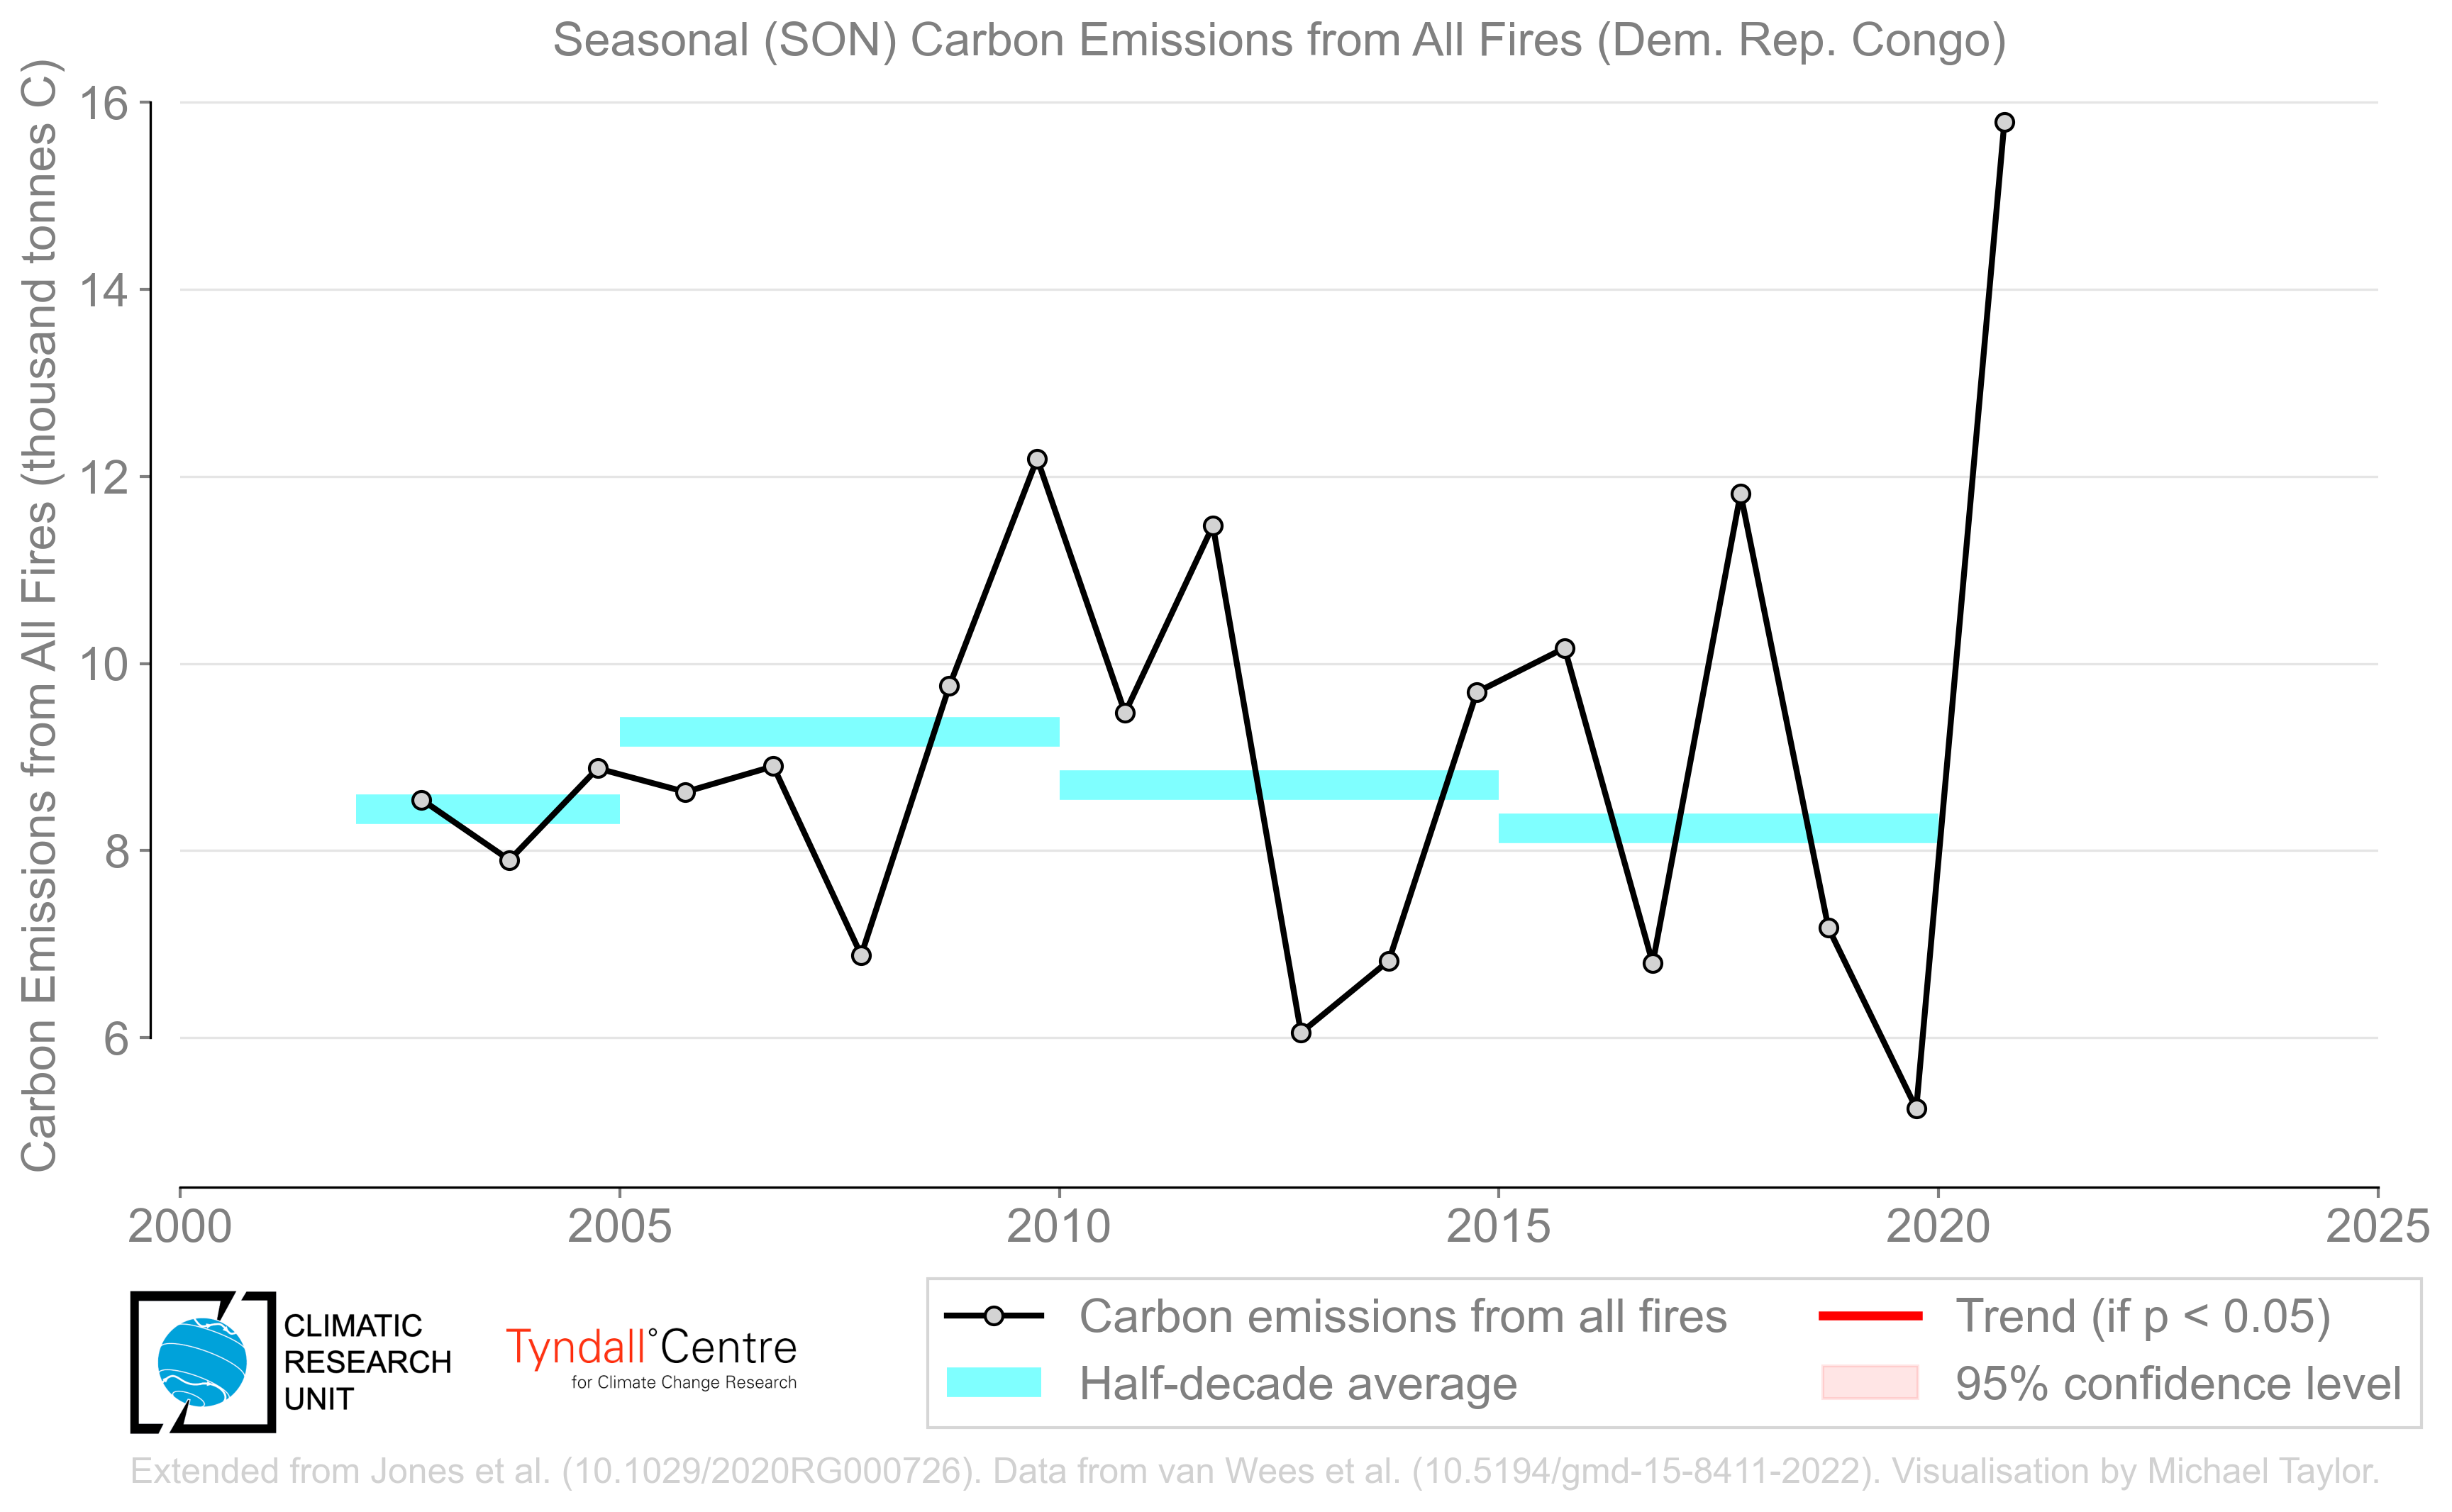 Seasonal (SON) Carbon Emissions from All Fires (Dem. Rep. Congo)
Carbon Emissions from All Fires (thousand tonnes C)
16
14
12
10
8
6
2000
2005
2010
2015
2020
2025
CLIMATIC
RESEARCH
UNIT
Tyndall°Centre
for Climate Change Research
Carbon emissions from all fires
Half-decade average
Trend (if p < 0.05)
95% confidence level
Extended from Jones et al. (10.1029/2020RG000726). Data from van Wees et al. (10.5194/gmd-15-8411-2022). Visualisation by Michael Taylor.